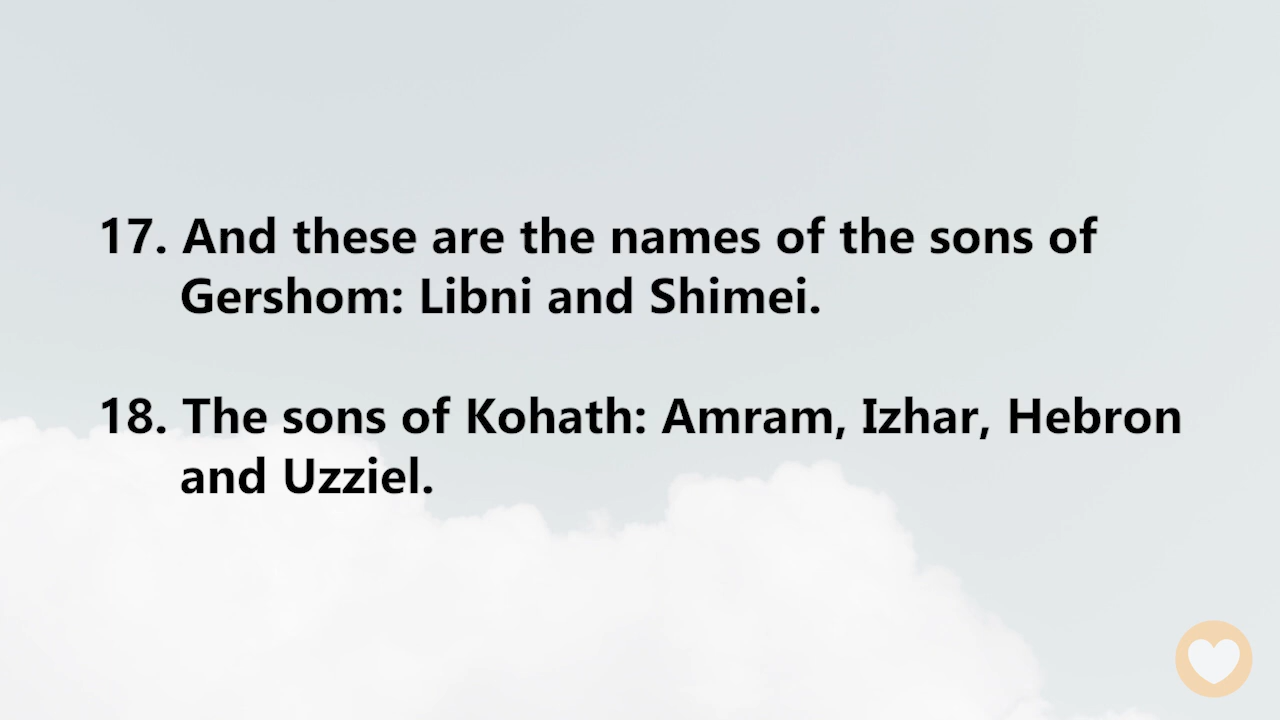 17. And these are the names of the sons of
Gershom: Libni and Shimei.
18. The sons of Kohath: Amram, Izhar, Hebron
and Uzziel.